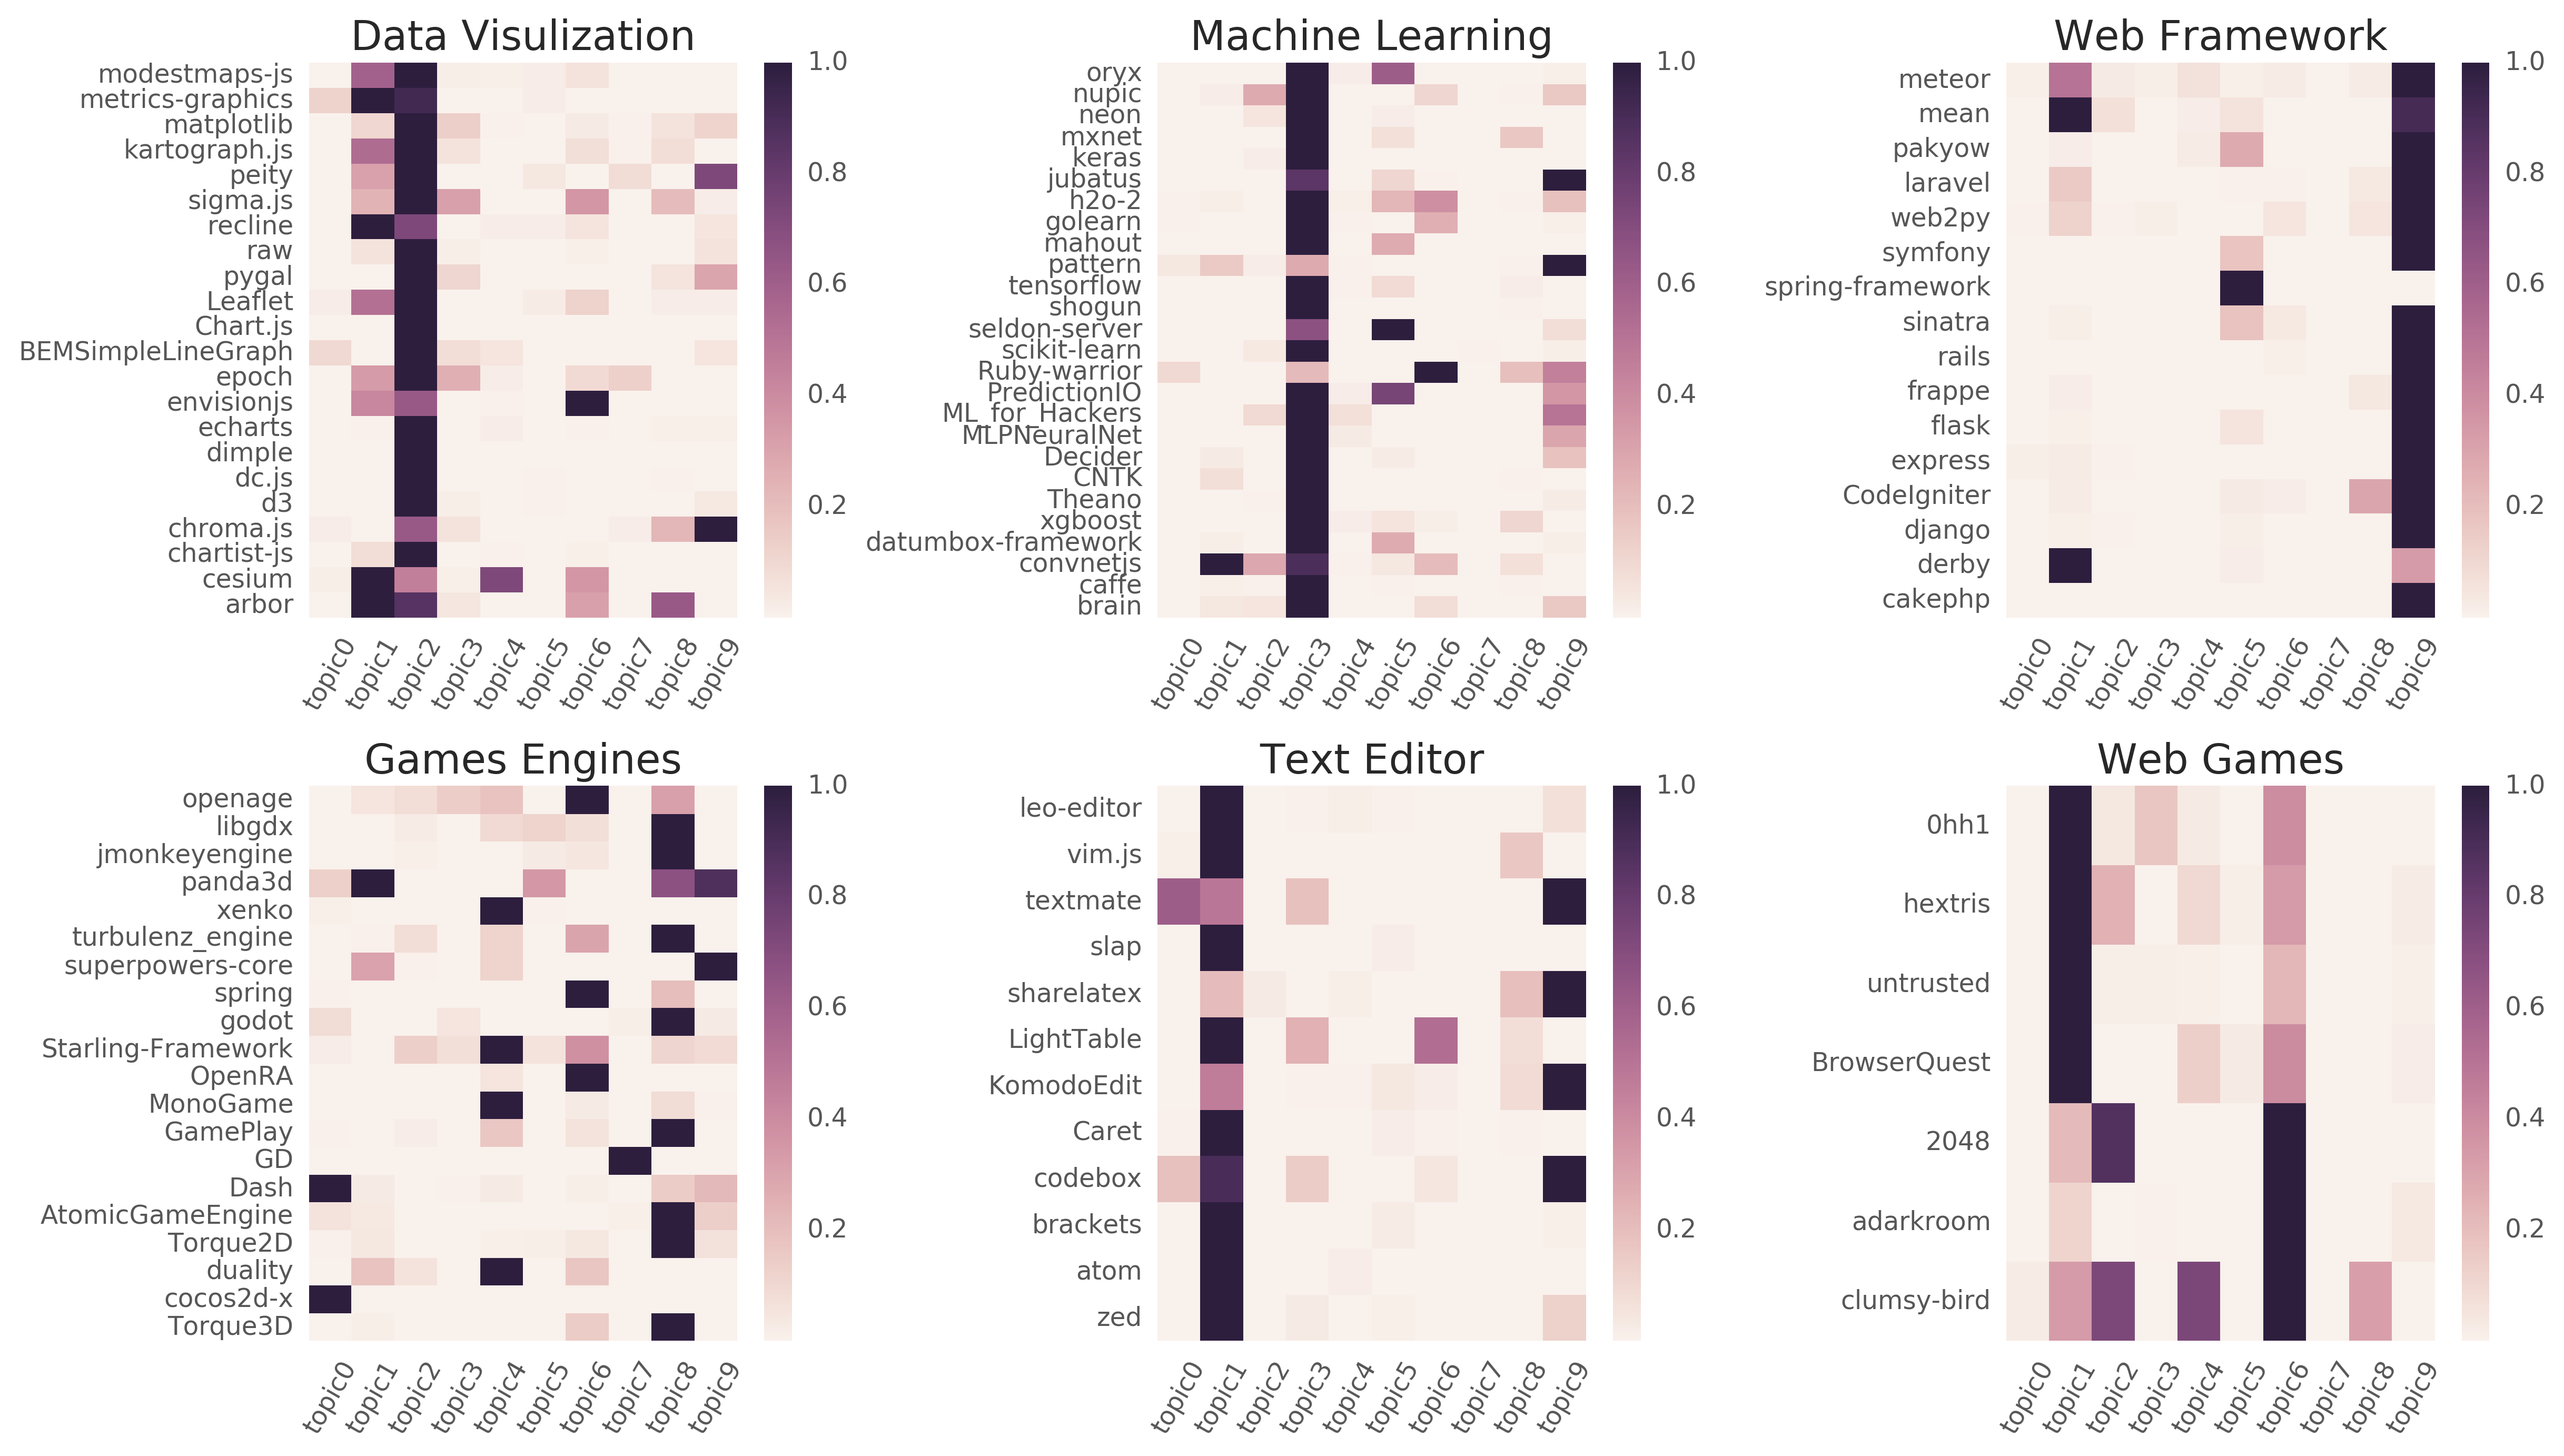 Data Visulization
modestmaps-js
metrics-graphics
matplotlib
kartograph.js
peity
sigma.js
recline
raw
pygal
Leaflet
Chart.js
BEMSimpleLineGraph
epoch
envisionjs
echarts
dimple
dc.js
d3
chroma.js
chartist-js
cesium
arbor
topic0
topic1
topic2
topic3
topic4
topic5
topic6
topic7
topic8
topic9
1.0
0.8
0.6
0.4
0.2
Machine Learning
oryx
nupic
neon
mxnet
keras
jubatus
h2o-2
golearn
mahout
pattern
tensorflow
shogun
seldon-server
scikit-learn
Ruby-warrior
PredictionIO
ML_for_Hackers
MLPNeuralNet
Decider
CNTK
Theano
xgboost
datumbox-framework
convnetjs
caffe
brain
topic0
topic1
topic2
topic3
topic4
topic5
topic6
topic7
topic8
topic9
1.0
0.8
0.6
0.4
0.2
Web Framework
meteor
mean
pakyow
laravel
web2py
symfony
spring-framework
sinatra
rails
frappe
flask
express
CodeIgniter
django
derby
cakephp
topic0
topic1
topic2
topic3
topic4
topic5
topic6
topic7
topic8
topic9
1.0
0.8
0.6
0.4
0.2
Games Engines
openage
libgdx
jmonkeyengine
panda3d
xenko
turbulenz_engine
superpowers-core
spring
godot
Starling-Framework
OpenRA
MonoGame
GamePlay
GD
Dash
AtomicGameEngine
Torque2D
duality
cocos2d-x
Torque3D
topic0
topic1
topic2
topic3
topic4
topic5
topic6
topic7
topic8
topic9
1.0
0.8
0.6
0.4
0.2
Text Editor
leo-editor
vim.js
textmate
slap
sharelatex
LightTable
KomodoEdit
Caret
codebox
brackets
atom
zed
topic0
topic1
topic2
topic3
topic4
topic5
topic6
topic7
topic8
topic9
1.0
0.8
0.6
0.4
0.2
Web Games
0hh1
hextris
untrusted
BrowserQuest
2048
adarkroom
clumsy-bird
topic0
topic1
topic2
topic3
topic4
topic5
topic6
topic7
topic8
topic9
1.0
0.8
0.6
0.4
0.2